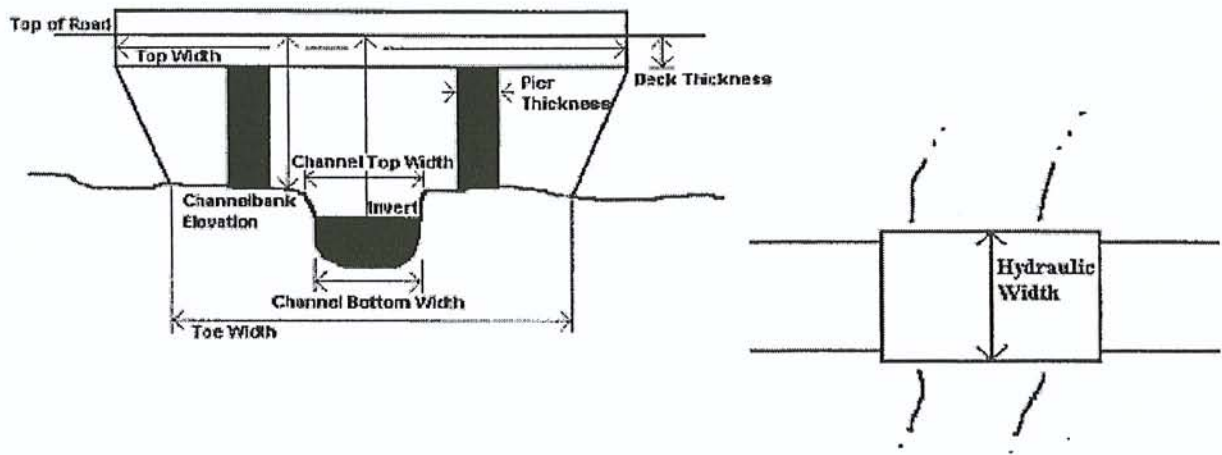 Top of Road
Top Width
Deck Thickness
Pier
Thickness
Channel Top Width
Channelbank
Elevation
Invert
Channel Bottom Width
Toe Width
Hydraulic
Width